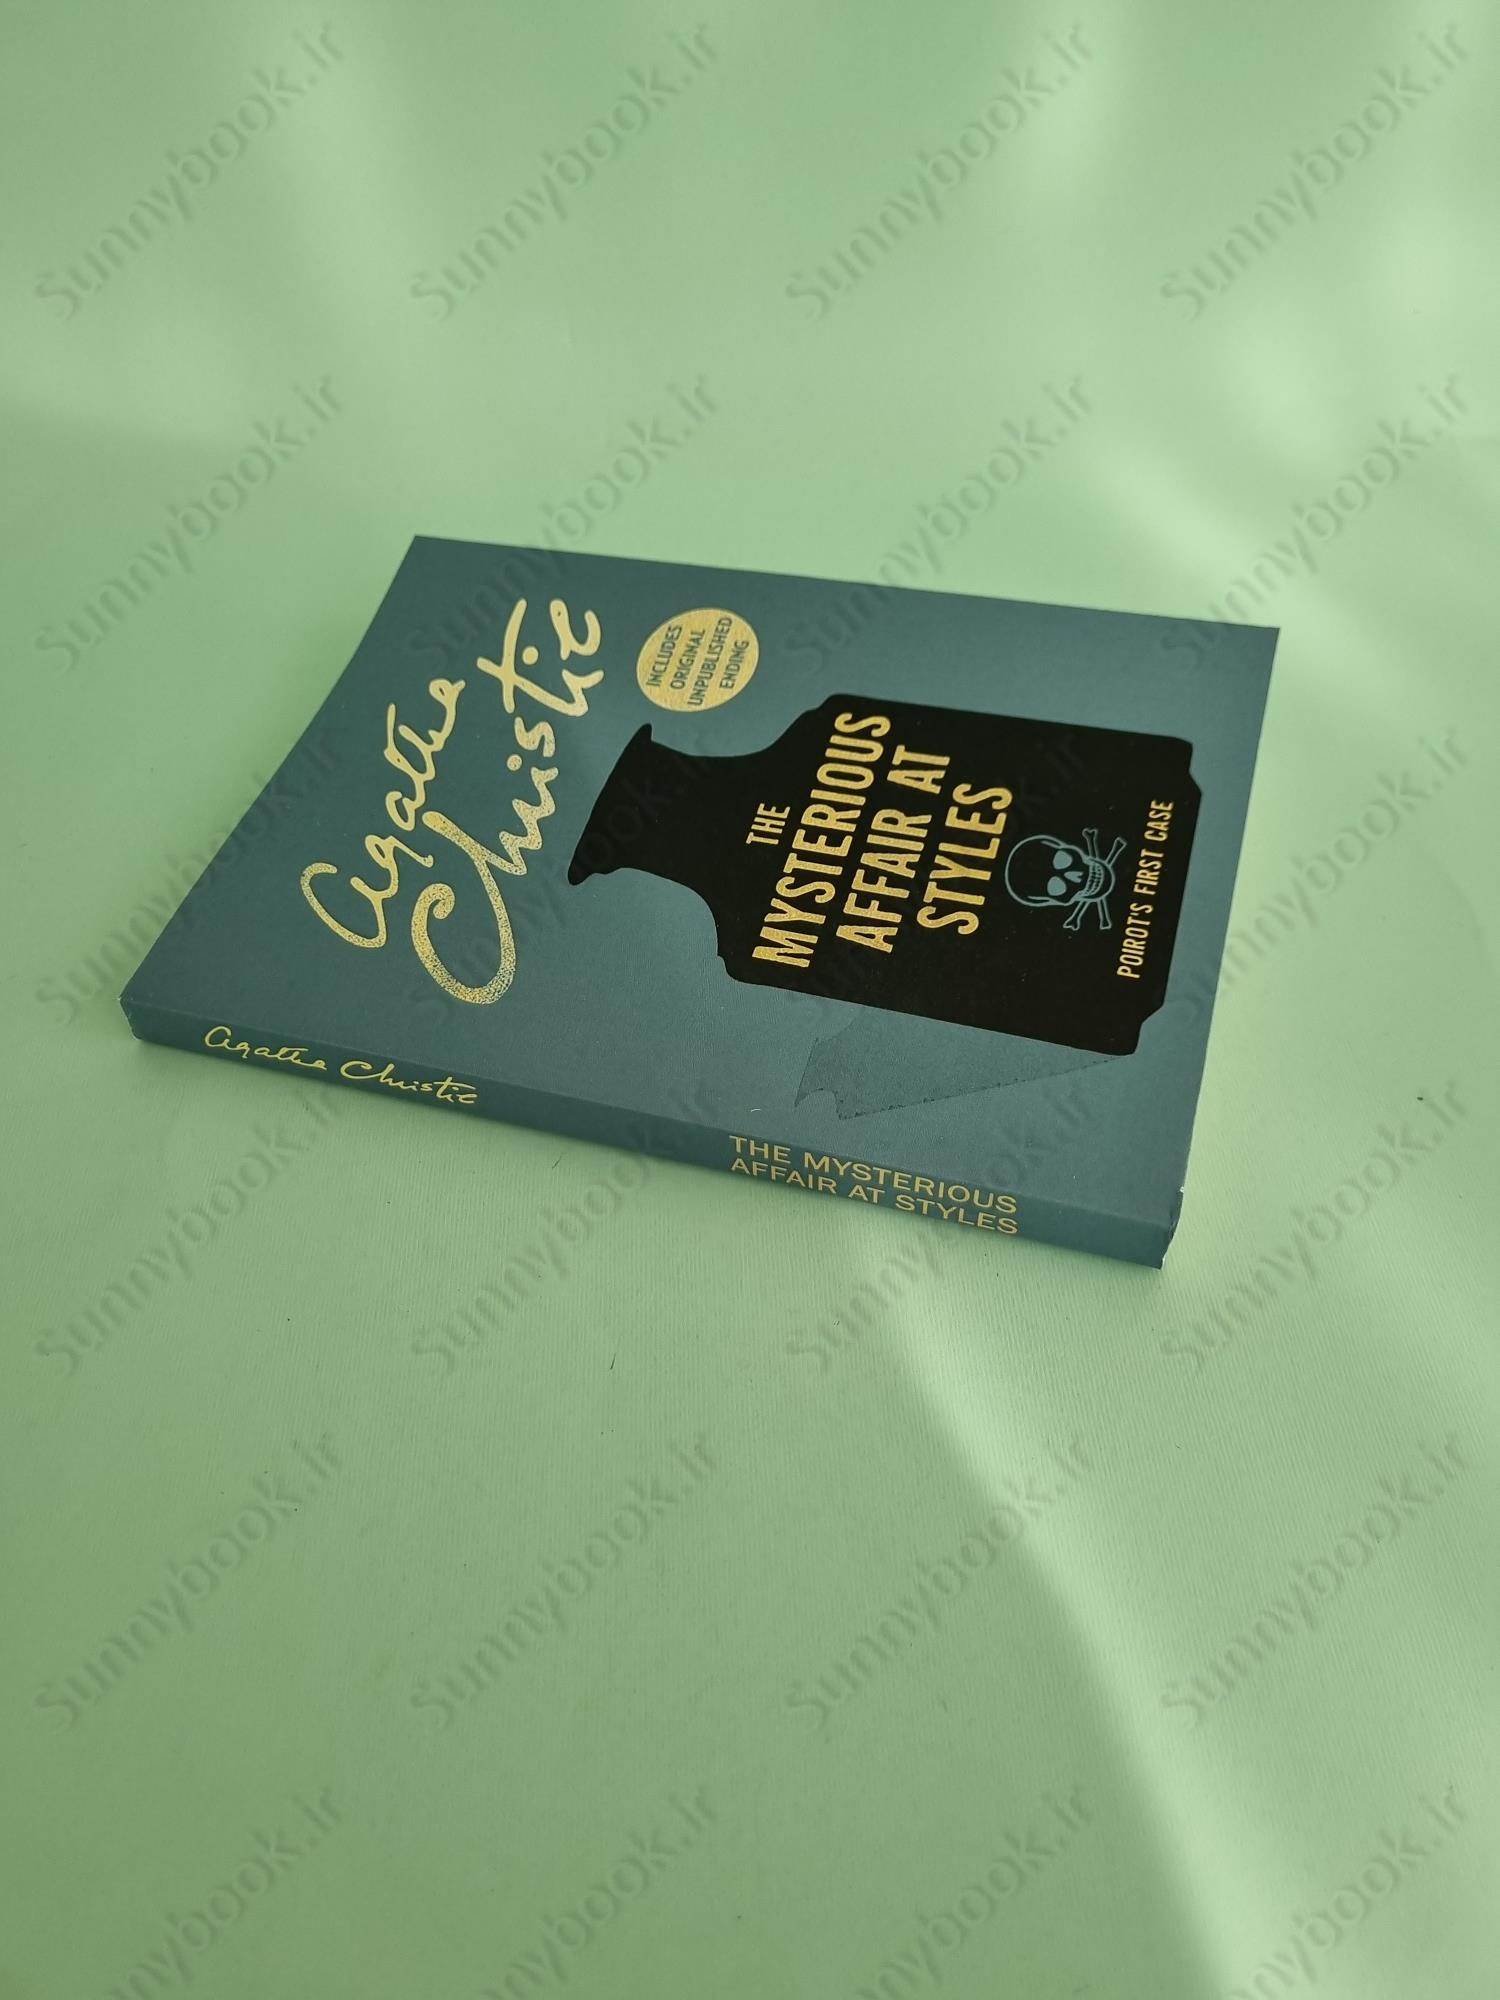 Agatha
Christie
INCLUDES
ORIGINAL
UNPUBLISHED
ENDING
THE
MYSTERIOUS
AFFAIR AT
STYLES
POIROT'S FIRST CASE
Agatha Christie
THE MYSTERIOUS
AFFAIR AT STYLES
Sunnybook.ir